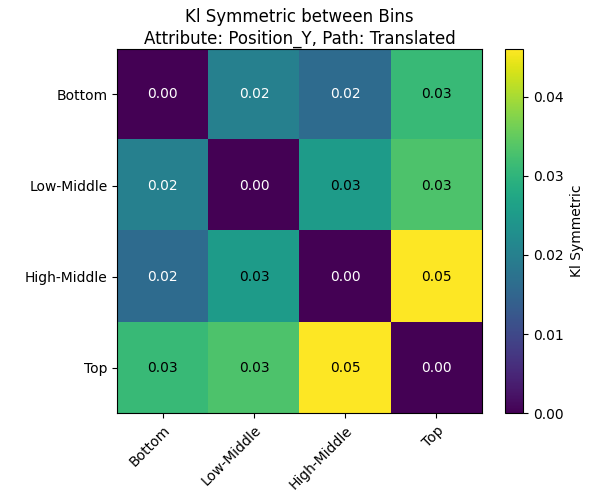 Kl Symmetric between Bins
Attribute: Position_Y, Path: Translated
Bottom 0.00 0.02 0.02 0.03
Low-Middle 0.02 0.00 0.03 0.03
High-Middle 0.02 0.03 0.00 0.05
Top 0.03 0.03 0.05 0.00
Bottom Low-Middle High-Middle Top
0.04
0.03
0.02
0.01
0.00
Kl Symmetric